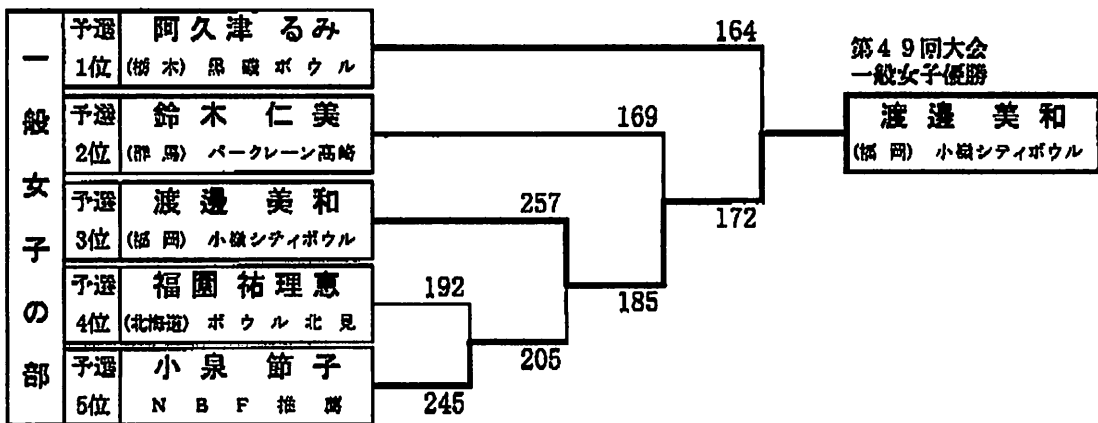 一般女子の部
予選 阿久津 るみ 164
1位 (栃木) 黒磯ボウル
第49回大会
一般女子優勝
渡邊 美和
(福岡) 小嶺シティボウル
予選 鈴木 仁美 169
2位 (群馬) パークレーン高崎
172
予選 渡邊 美和 257
3位 (福岡) 小嶺シティボウル
185
予選 福園祐理恵 192
4位 (北海道) ボウル北見
205
予選 小泉 節子
5位 NBF推薦 245